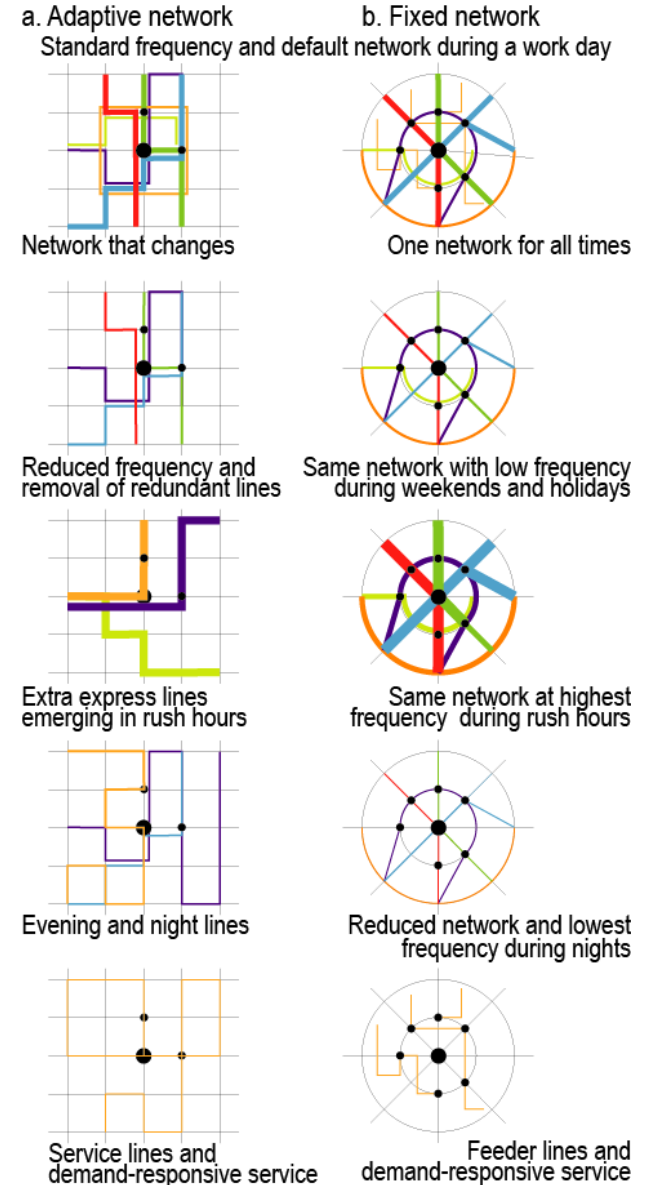 a. Adaptive network
b. Fixed network
Standard frequency and default network during a work day
Network that changes
One network for all times
Reduced frequency and
removal of redundant lines
Same network with low frequency
during weekends and holidays
Extra express lines
emerging in rush hours
Same network at highest
frequency during rush hours
Evening and night lines
Reduced network and lowest
frequency during nights
Service lines and
demand-responsive service
Feeder lines and
demand-responsive service